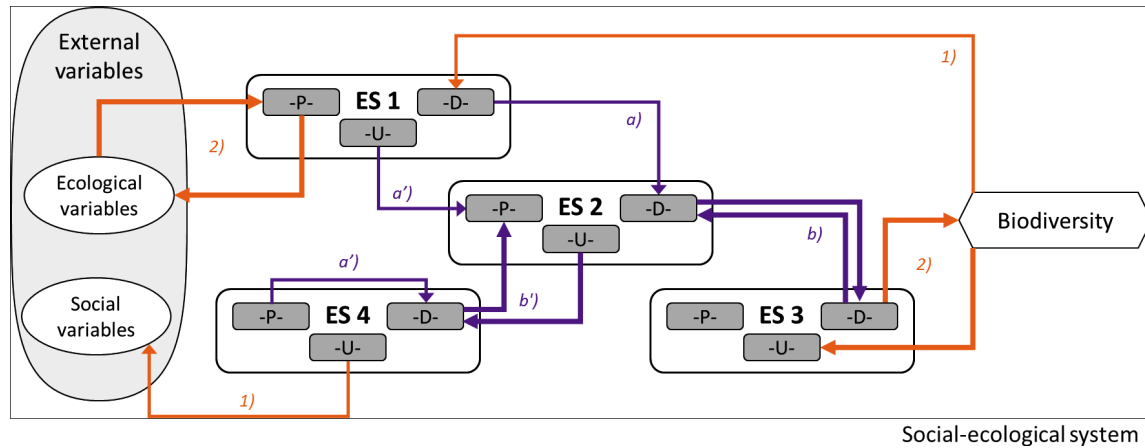 External
variables
Ecological
variables
Social
variables
2)
1)
ES 1
-P-
-D-
-U-
a)
a’)
ES 2
-P-
-D-
-U-
b)
a’)
b')
ES 4
-P-
-D-
-U-
1)
ES 3
-P-
-D-
-U-
2)
Biodiversity
Social-ecological system